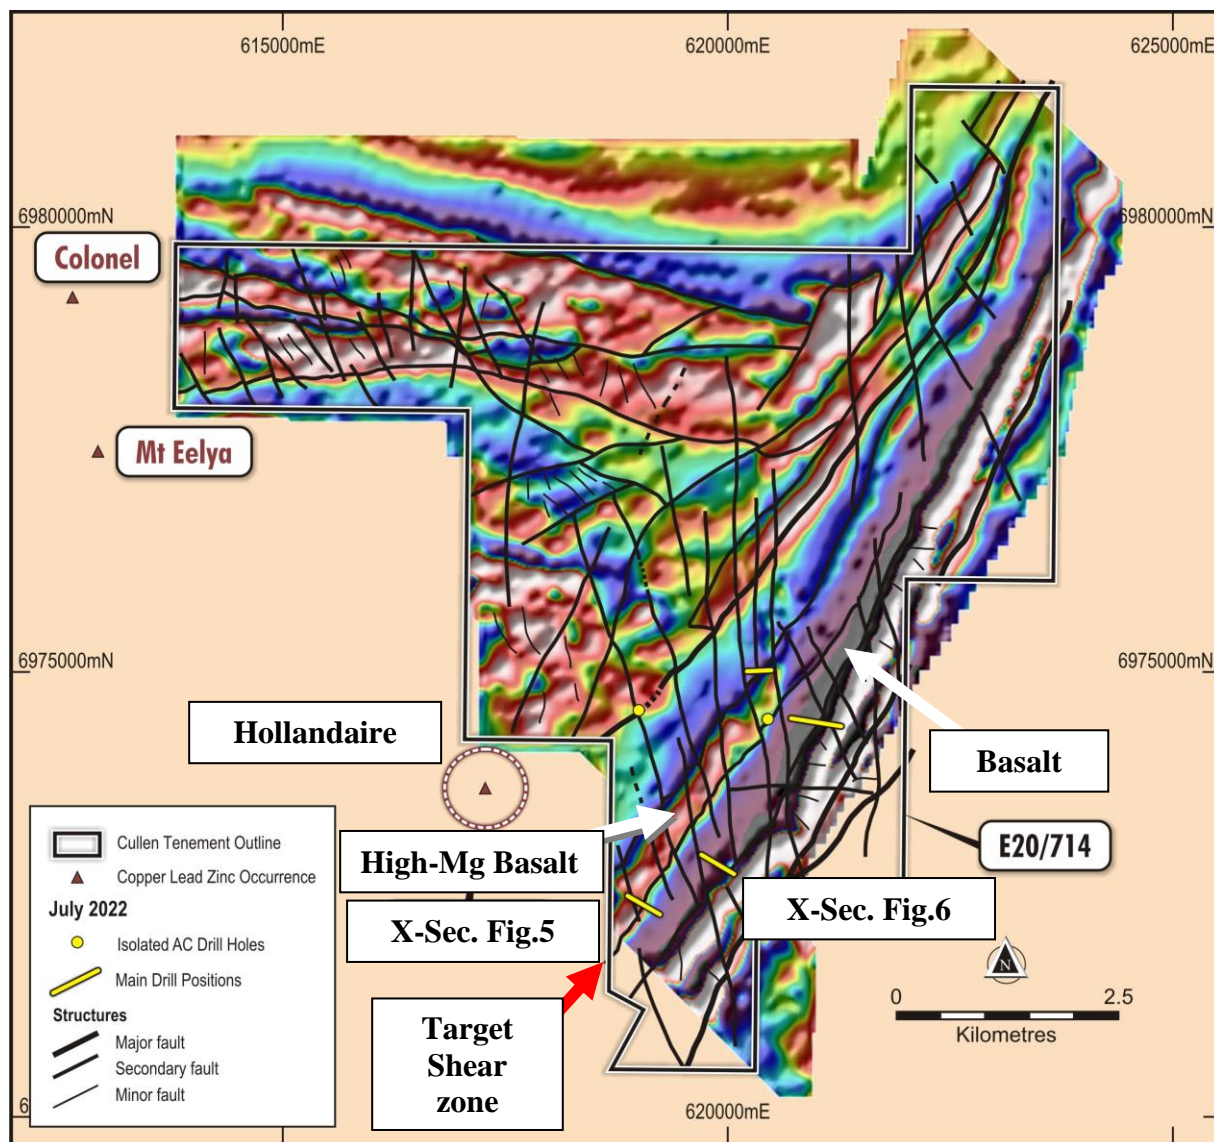 615000mE
620000mE
625000mE
6980000mN
6980000mN
Colonel
Mt Eelya
6975000mN
6975000mN
Hollandaire
Basalt
High-Mg Basalt
E20/714
X-Sec. Fig.5
X-Sec. Fig.6
Target
Shear
zone
Cullen Tenement Outline
Copper Lead Zinc Occurrence
July 2022
Isolated AC Drill Holes
Main Drill Positions
Structures
Major fault
Secondary fault
Minor fault
N
0 2.5
Kilometres
620000mE